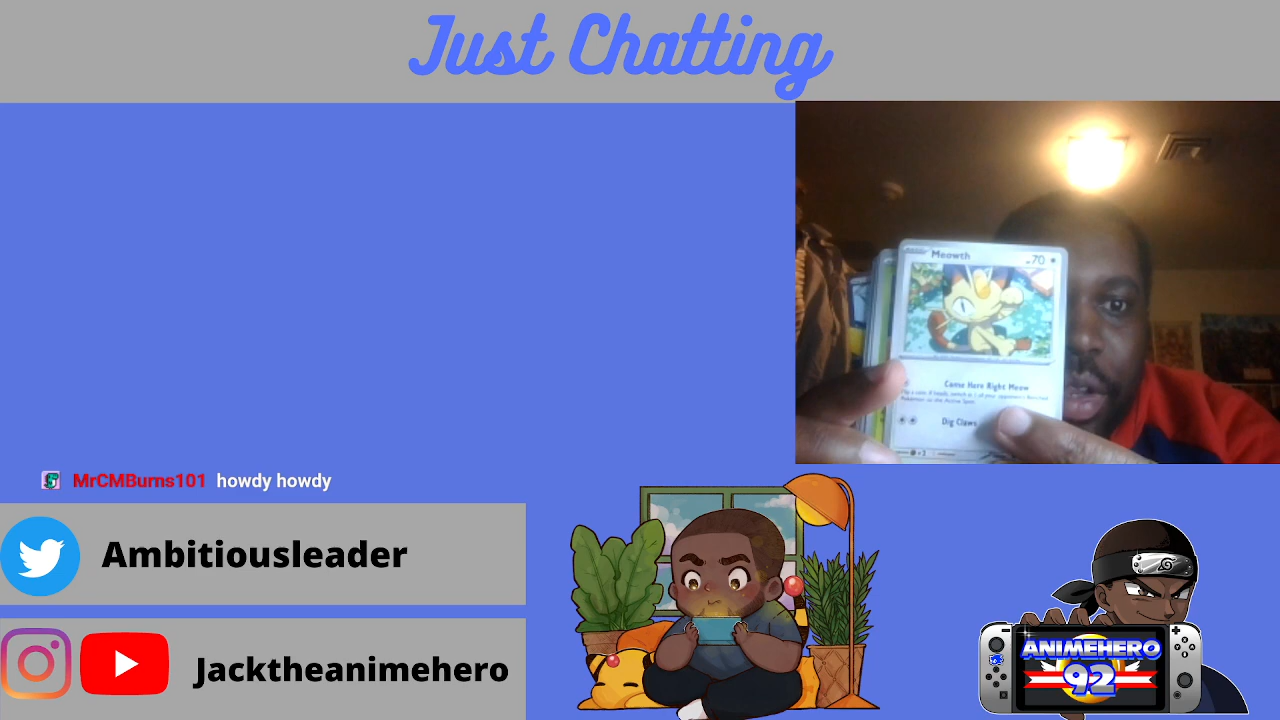 Just Chatting
Meowth
70
Come Here Right Meow
Dig Claws
MrCMBurns101 howdy howdy
Ambitiousleader
Jacktheanimehero
ANIMEHERO
92